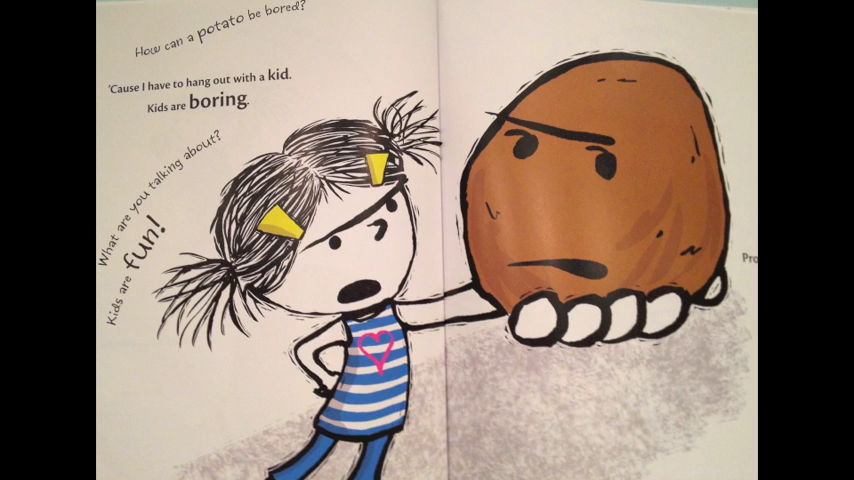 How can a potato be bored?
'Cause I have to hang out with a kid.
Kids are boring.
What are you talking about?
Kids are fun!
Pro